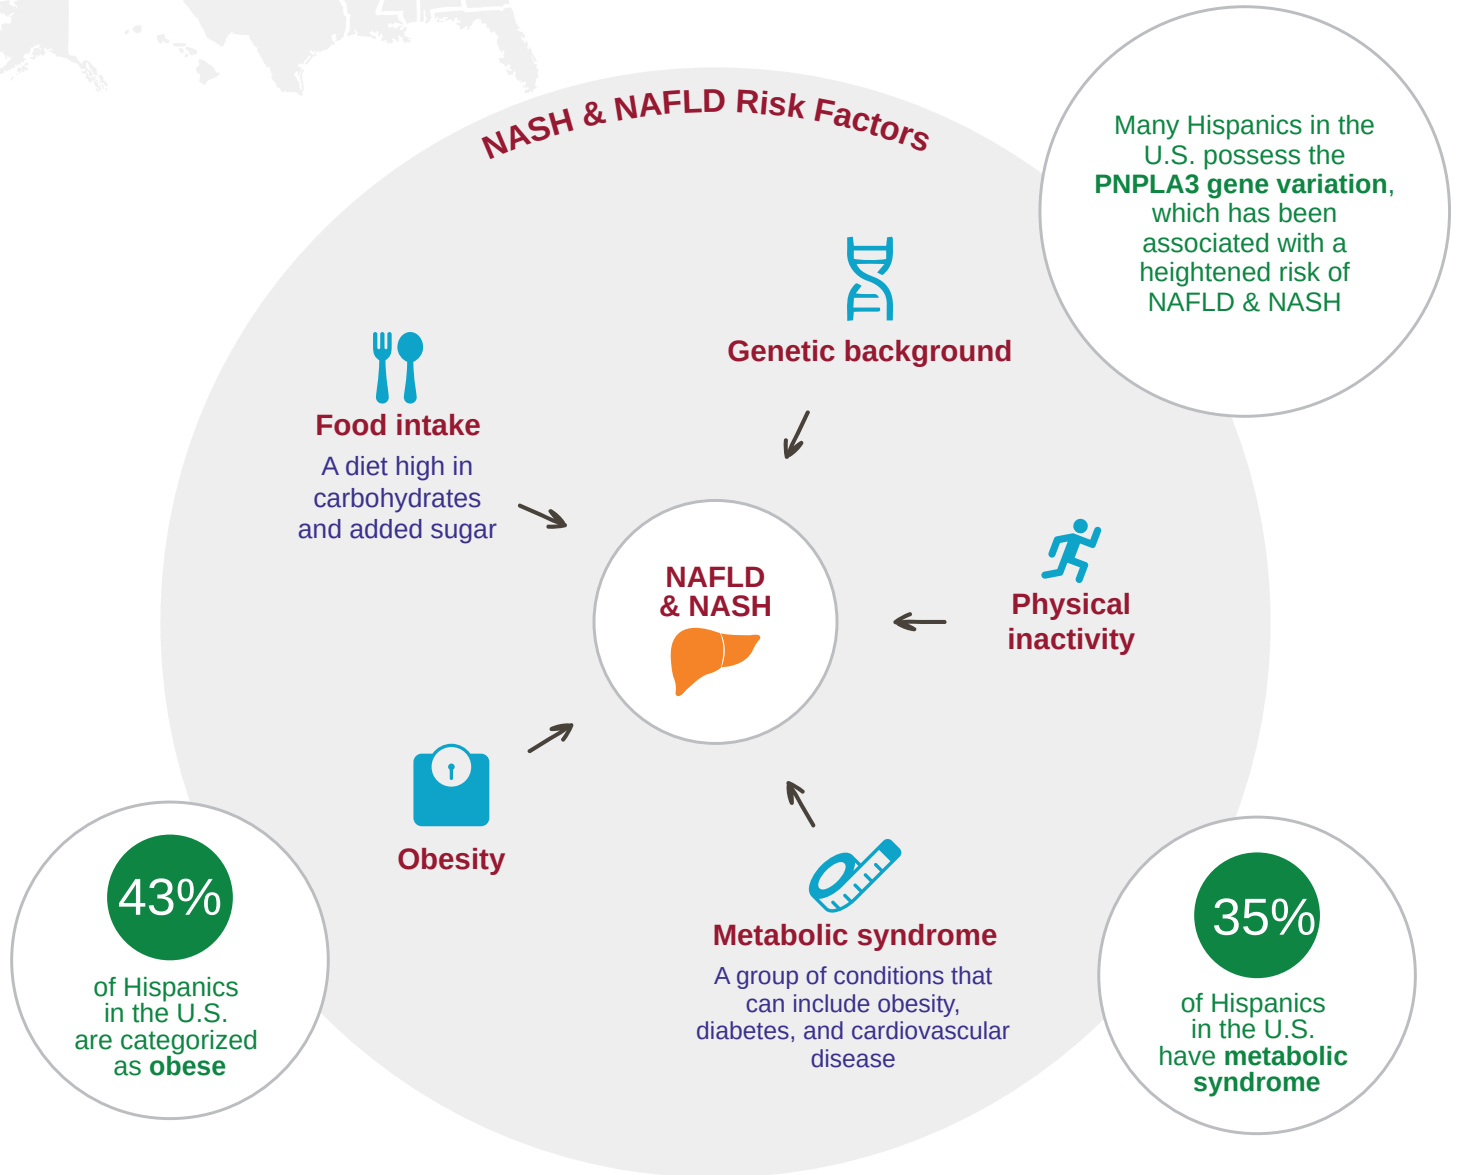 NASH & NAFLD Risk Factors
Many Hispanics in the
U.S. possess the
PNPLA3 gene variation,
which has been
associated with a
heightened risk of
NAFLD & NASH
Genetic background
Food intake
A diet high in
carbohydrates
and added sugar
NAFLD
& NASH
Physical
inactivity
Obesity
43%
of Hispanics
in the U.S.
are categorized
as obese
Metabolic syndrome
A group of conditions that
can include obesity,
diabetes, and cardiovascular
disease
35%
of Hispanics
in the U.S.
have metabolic
syndrome